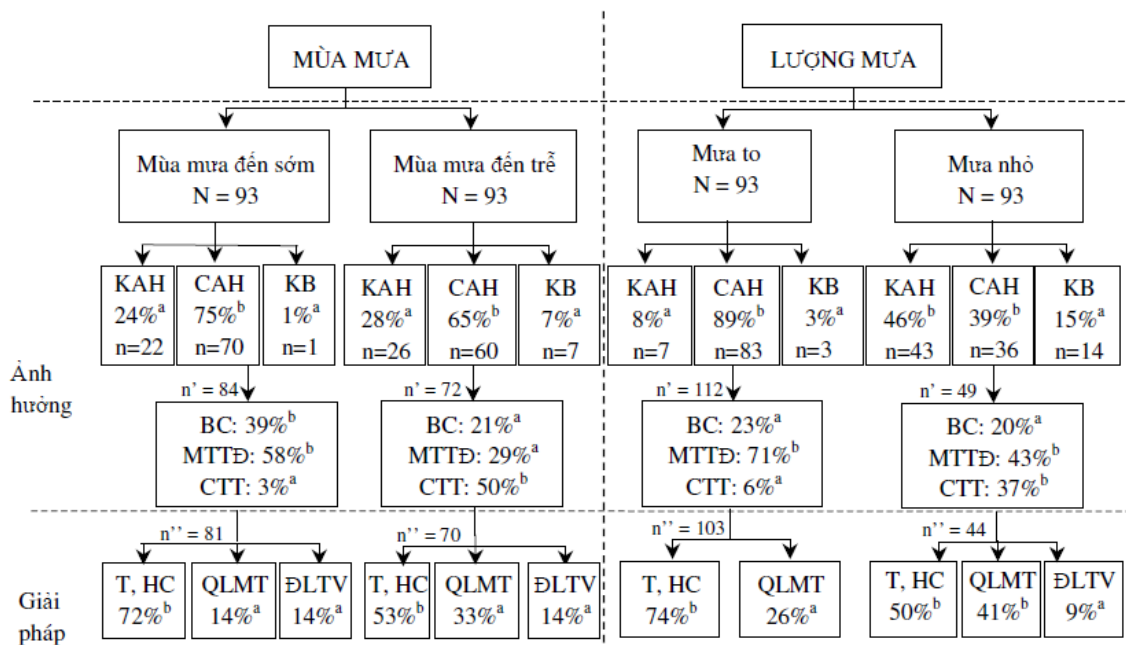 MÙA MƯA
LƯỢNG MƯA
Mùa mưa đến sớm
N = 93
Mùa mưa đến trễ
N = 93
Mưa to
N = 93
Mưa nhỏ
N = 93
Ảnh
hưởng
KAH
24%ᵃ
n=22
CAH
75%ᵇ
n=70
KB
1%ᵃ
n=1
KAH
28%ᵃ
n=26
CAH
65%ᵇ
n=60
KB
7%ᵃ
n=7
KAH
8%ᵃ
n=7
CAH
89%ᵇ
n=83
KB
3%ᵃ
n=3
KAH
46%ᵇ
n=43
CAH
39%ᵇ
n=36
KB
15%ᵃ
n=14
n' = 84
BC: 39%ᵇ
MTTĐ: 58%ᵇ
CTT: 3%ᵃ
n' = 72
BC: 21%ᵃ
MTTĐ: 29%ᵃ
CTT: 50%ᵇ
n' = 112
BC: 23%ᵃ
MTTĐ: 71%ᵇ
CTT: 6%ᵃ
n' = 49
BC: 20%ᵃ
MTTĐ: 43%ᵇ
CTT: 37%ᵇ
Giải
pháp
n'' = 81
T, HC
72%ᵇ
QLMT
14%ᵃ
ĐLTV
14%ᵃ
n'' = 70
T, HC
53%ᵇ
QLMT
33%ᵃ
ĐLTV
14%ᵃ
n'' = 103
T, HC
74%ᵇ
QLMT
26%ᵃ
n'' = 44
T, HC
50%ᵇ
QLMT
41%ᵇ
ĐLTV
9%ᵃ